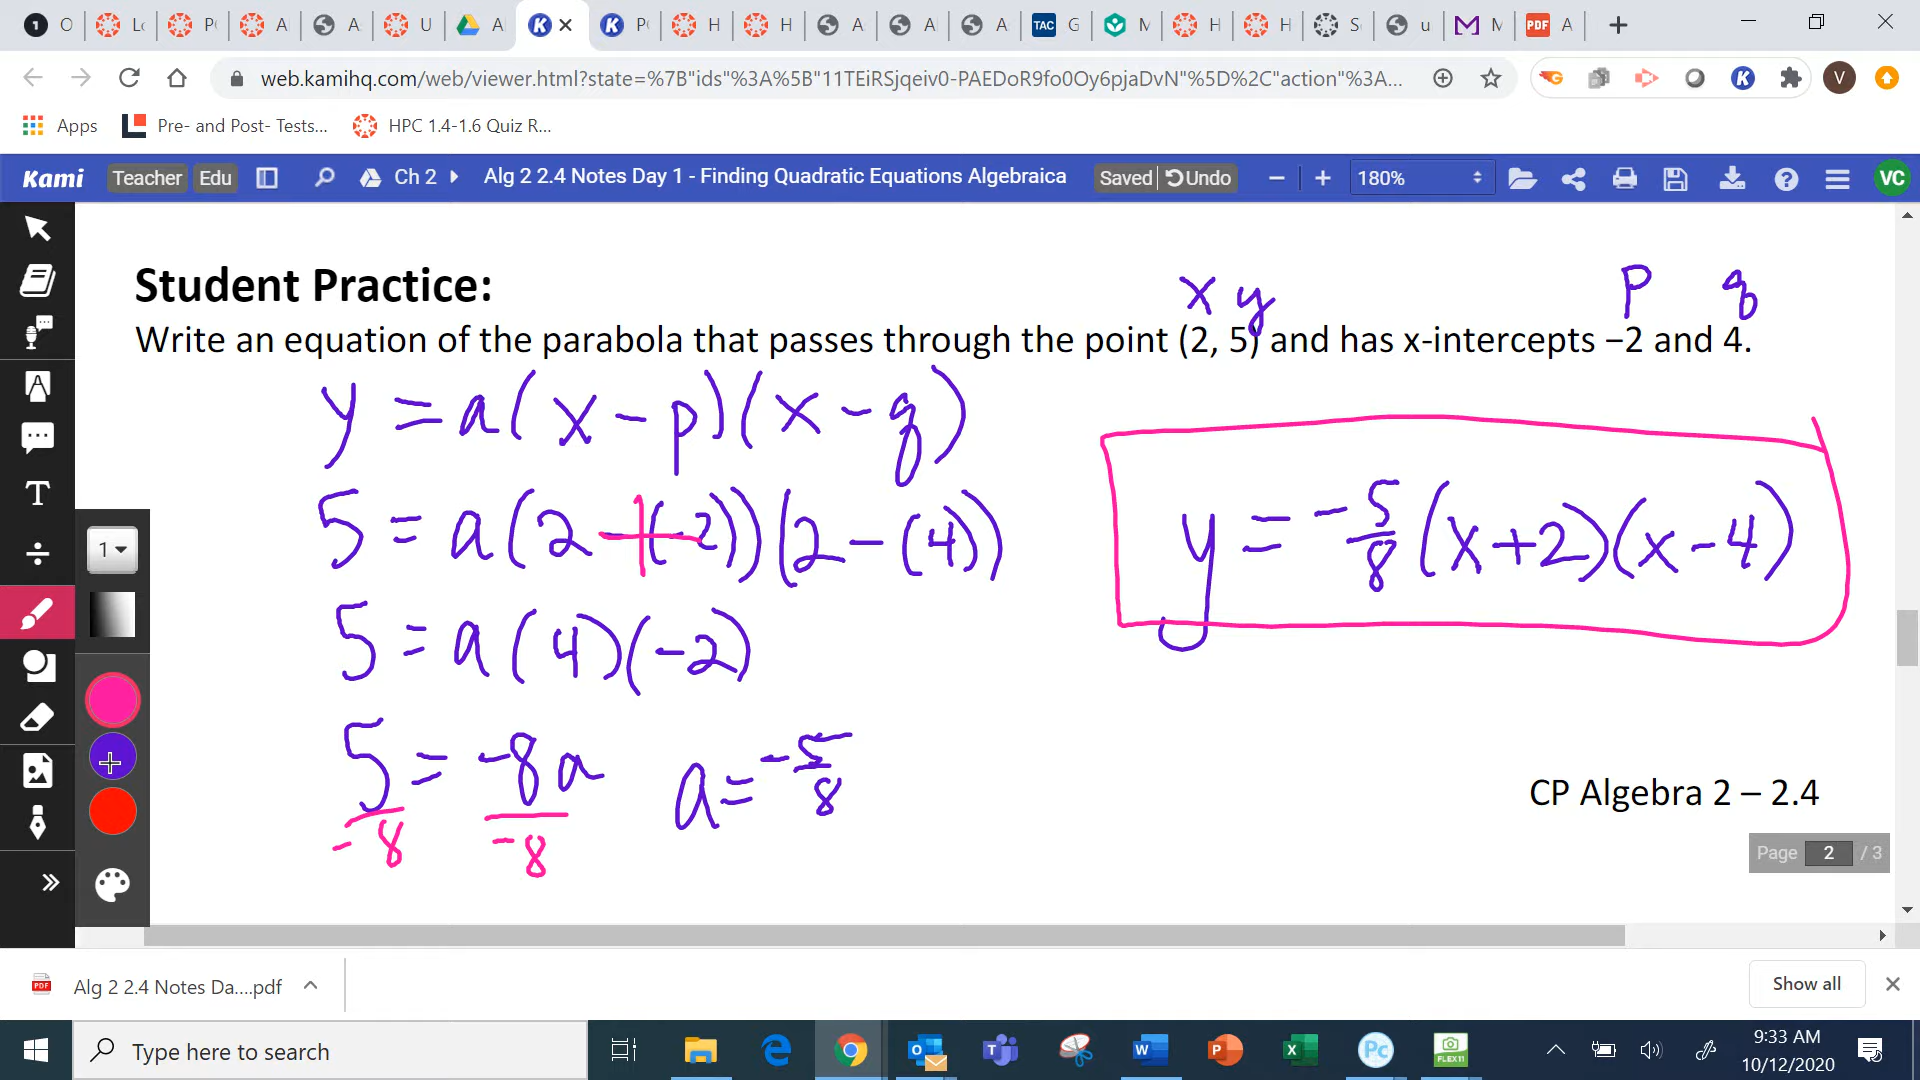 O Lo P( A A U A P( H H A A A TAC G M H H S u M PDF A
web.kamihq.com/web/viewer.html?state=%7B"ids"%3A%5B"11TEiRSjqeiv0-PAEDoR9fo0Oy6pjaDvN"%5D%2C"action"%3A...
V
Apps Pre- and Post- Tests... HPC 1.4-1.6 Quiz R...
Kami Teacher Edu Ch 2 Alg 2 2.4 Notes Day 1 - Finding Quadratic Equations Algebraica Saved Undo 180% VC
Student Practice:
x y p q
Write an equation of the parabola that passes through the point (2, 5) and has x-intercepts −2 and 4.
y = a(x - p)(x - q)
5 = a(2 - (-2))(2 - (4))
y = -5/8 (x+2)(x-4)
5 = a(4)(-2)
5 = -8a a = -5/8
-8 -8
CP Algebra 2 – 2.4
Page 2 / 3
1
Alg 2 2.4 Notes Da....pdf
Show all
Type here to search
9:33 AM
10/12/2020